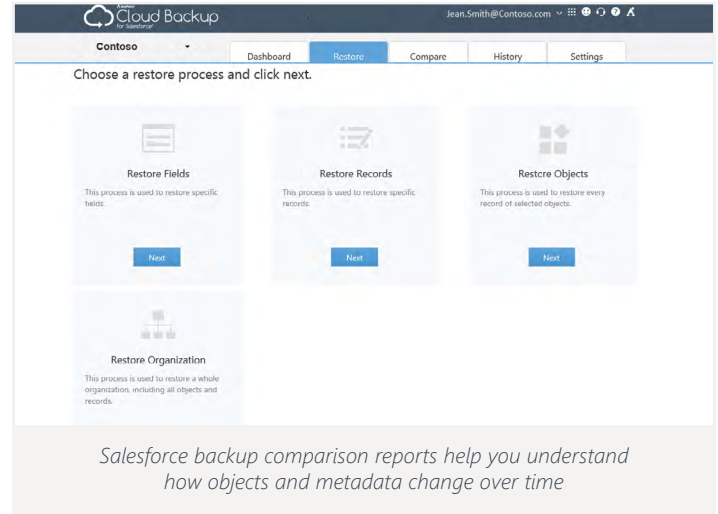 AvePoint
Cloud Backup
for Salesforce
Jean.Smith@Contoso.com
Contoso
Dashboard
Restore
Compare
History
Settings
Choose a restore process and click next.
Restore Fields
This process is used to restore specific
fields.
Next
Restore Records
This process is used to restore specific
records.
Next
Restore Objects
This process is used to restore every
record of selected objects.
Next
Restore Organization
This process is used to restore a whole
organization, including all objects and
records.
Salesforce backup comparison reports help you understand
how objects and metadata change over time